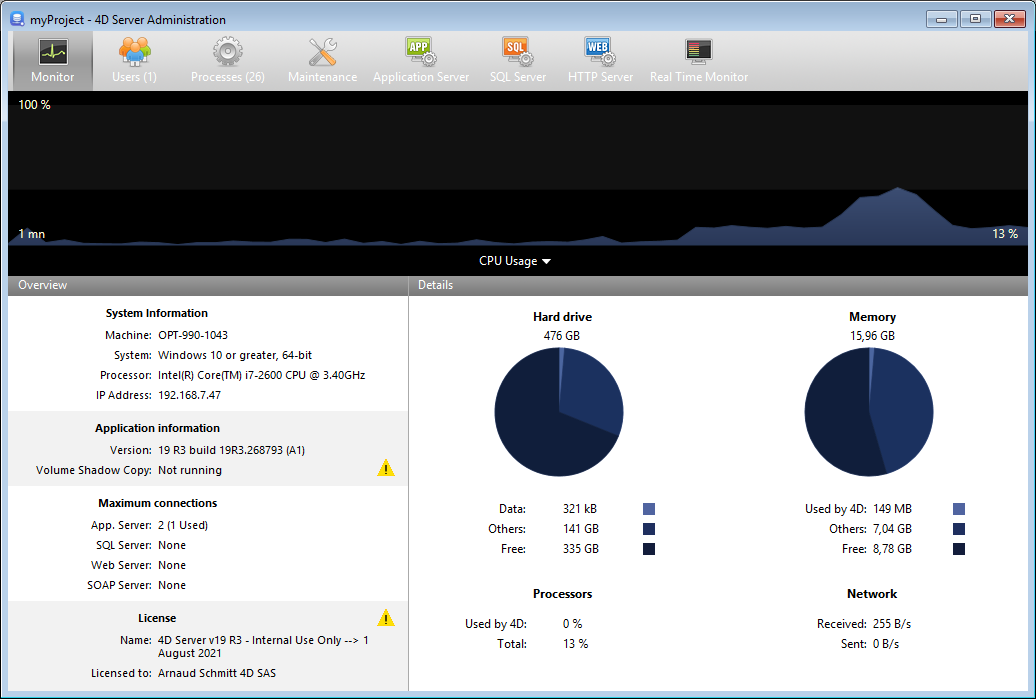 myProject - 4D Server Administration
Monitor
Users (1)
Processes (26)
Maintenance
APP
Application Server
SQL
SQL Server
WEB
HTTP Server
Real Time Monitor
100 %
1 mn
13 %
CPU Usage
Overview
Details
System Information
Machine: OPT-990-1043
System: Windows 10 or greater, 64-bit
Processor: Intel(R) Core(TM) i7-2600 CPU @ 3.40GHz
IP Address: 192.168.7.47
Application information
Version: 19 R3 build 19R3.268793 (A1)
Volume Shadow Copy: Not running
Maximum connections
App. Server: 2 (1 Used)
SQL Server: None
Web Server: None
SOAP Server: None
License
Name: 4D Server v19 R3 - Internal Use Only --> 1
August 2021
Licensed to: Arnaud Schmitt 4D SAS
Hard drive
476 GB
Data: 321 kB
Others: 141 GB
Free: 335 GB
Memory
15,96 GB
Used by 4D: 149 MB
Others: 7,04 GB
Free: 8,78 GB
Processors
Used by 4D: 0 %
Total: 13 %
Network
Received: 255 B/s
Sent: 0 B/s